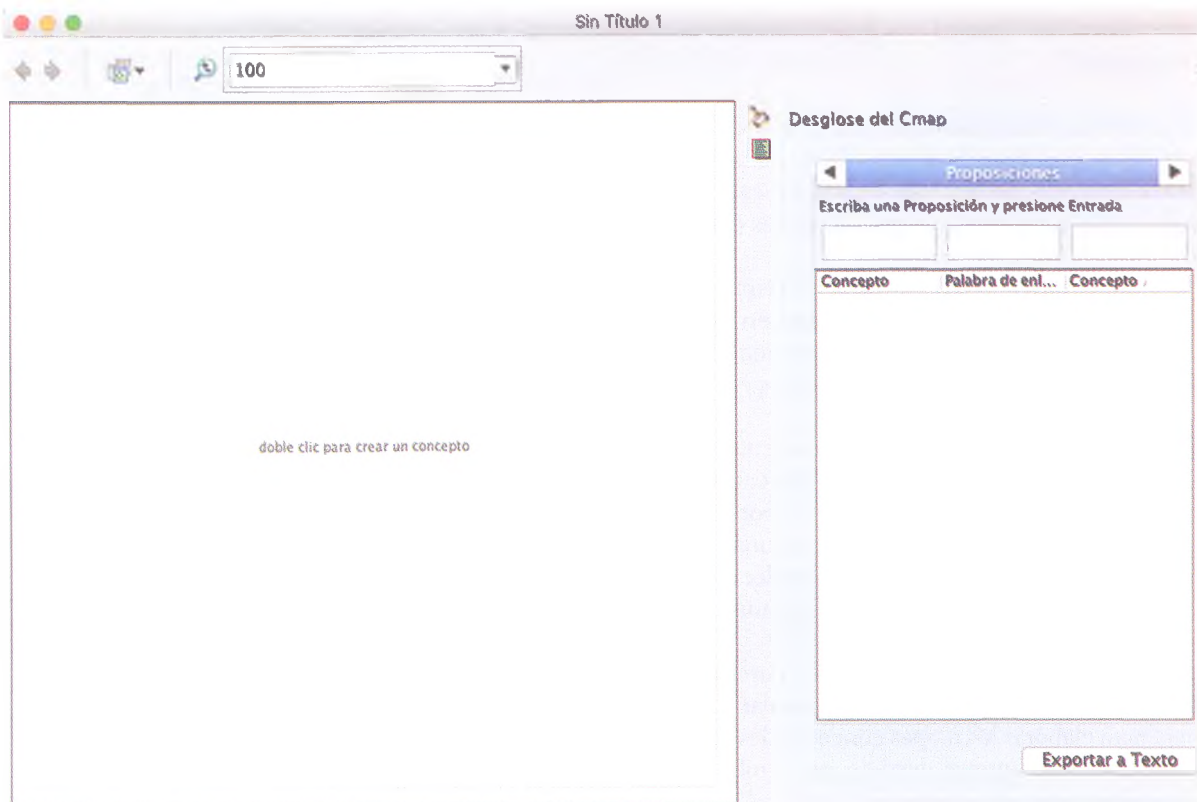 Sin Título 1
100
Desglose del Cmap
Proposiciones
Escriba una Proposición y presione Entrada
Concepto Palabra de enl... Concepto
doble clic para crear un concepto
Exportar a Texto